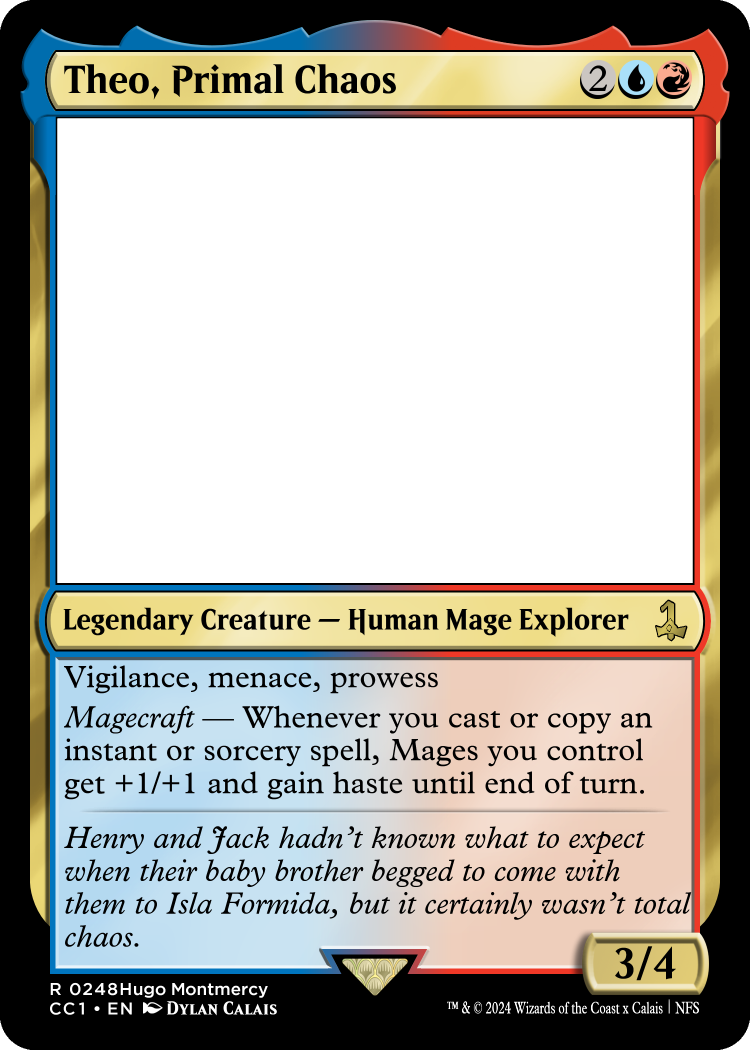 Theo, Primal Chaos 2
Legendary Creature — Human Mage Explorer
Vigilance, menace, prowess
Magecraft — Whenever you cast or copy an
instant or sorcery spell, Mages you control
get +1/+1 and gain haste until end of turn.
Henry and Jack hadn't known what to expect
when their baby brother begged to come with
them to Isla Formida, but it certainly wasn't total
chaos.
3/4
R 0248Hugo Montmercy
CC1 • EN Dylan Calais
™ & © 2024 Wizards of the Coast x Calais | NFS